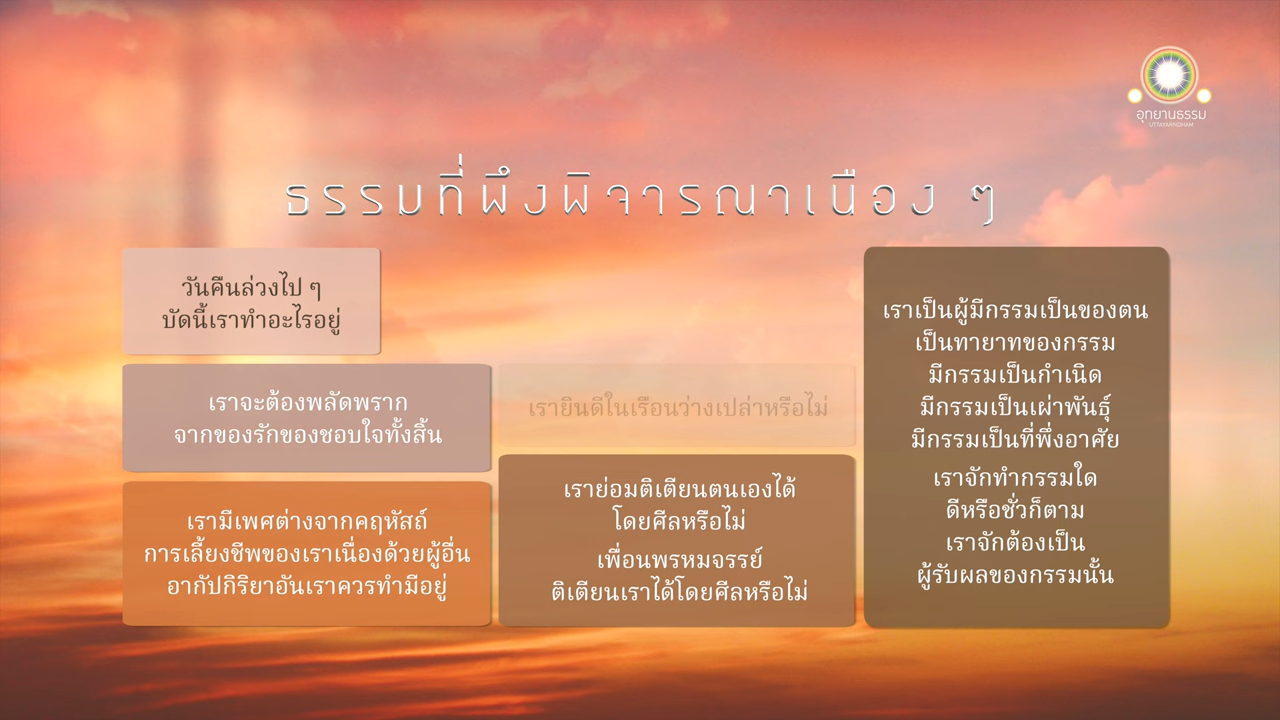 อุทยานธรรม
UTTAYARNDHAM
ธรรมที่พึงพิจารณาเนือง ๆ
วันคืนล่วงไป ๆ
บัดนี้เราทำอะไรอยู่
เราจะต้องพลัดพราก
จากของรักของชอบใจทั้งสิ้น
เรามีเพศต่างจากคฤหัสถ์
การเลี้ยงชีพของเราเนื่องด้วยผู้อื่น
อากัปกิริยาอันเราควรทำมีอยู่
เรายินดีในเรือนว่างเปล่าหรือไม่
เราย่อมติเตียนตนเองได้
โดยศีลหรือไม่
เพื่อนพรหมจรรย์
ติเตียนเราได้โดยศีลหรือไม่
เราเป็นผู้มีกรรมเป็นของตน
เป็นทายาทของกรรม
มีกรรมเป็นกำเนิด
มีกรรมเป็นเผ่าพันธุ์
มีกรรมเป็นที่พึ่งอาศัย
เราจักทำกรรมใด
ดีหรือชั่วก็ตาม
เราจักต้องเป็น
ผู้รับผลของกรรมนั้น